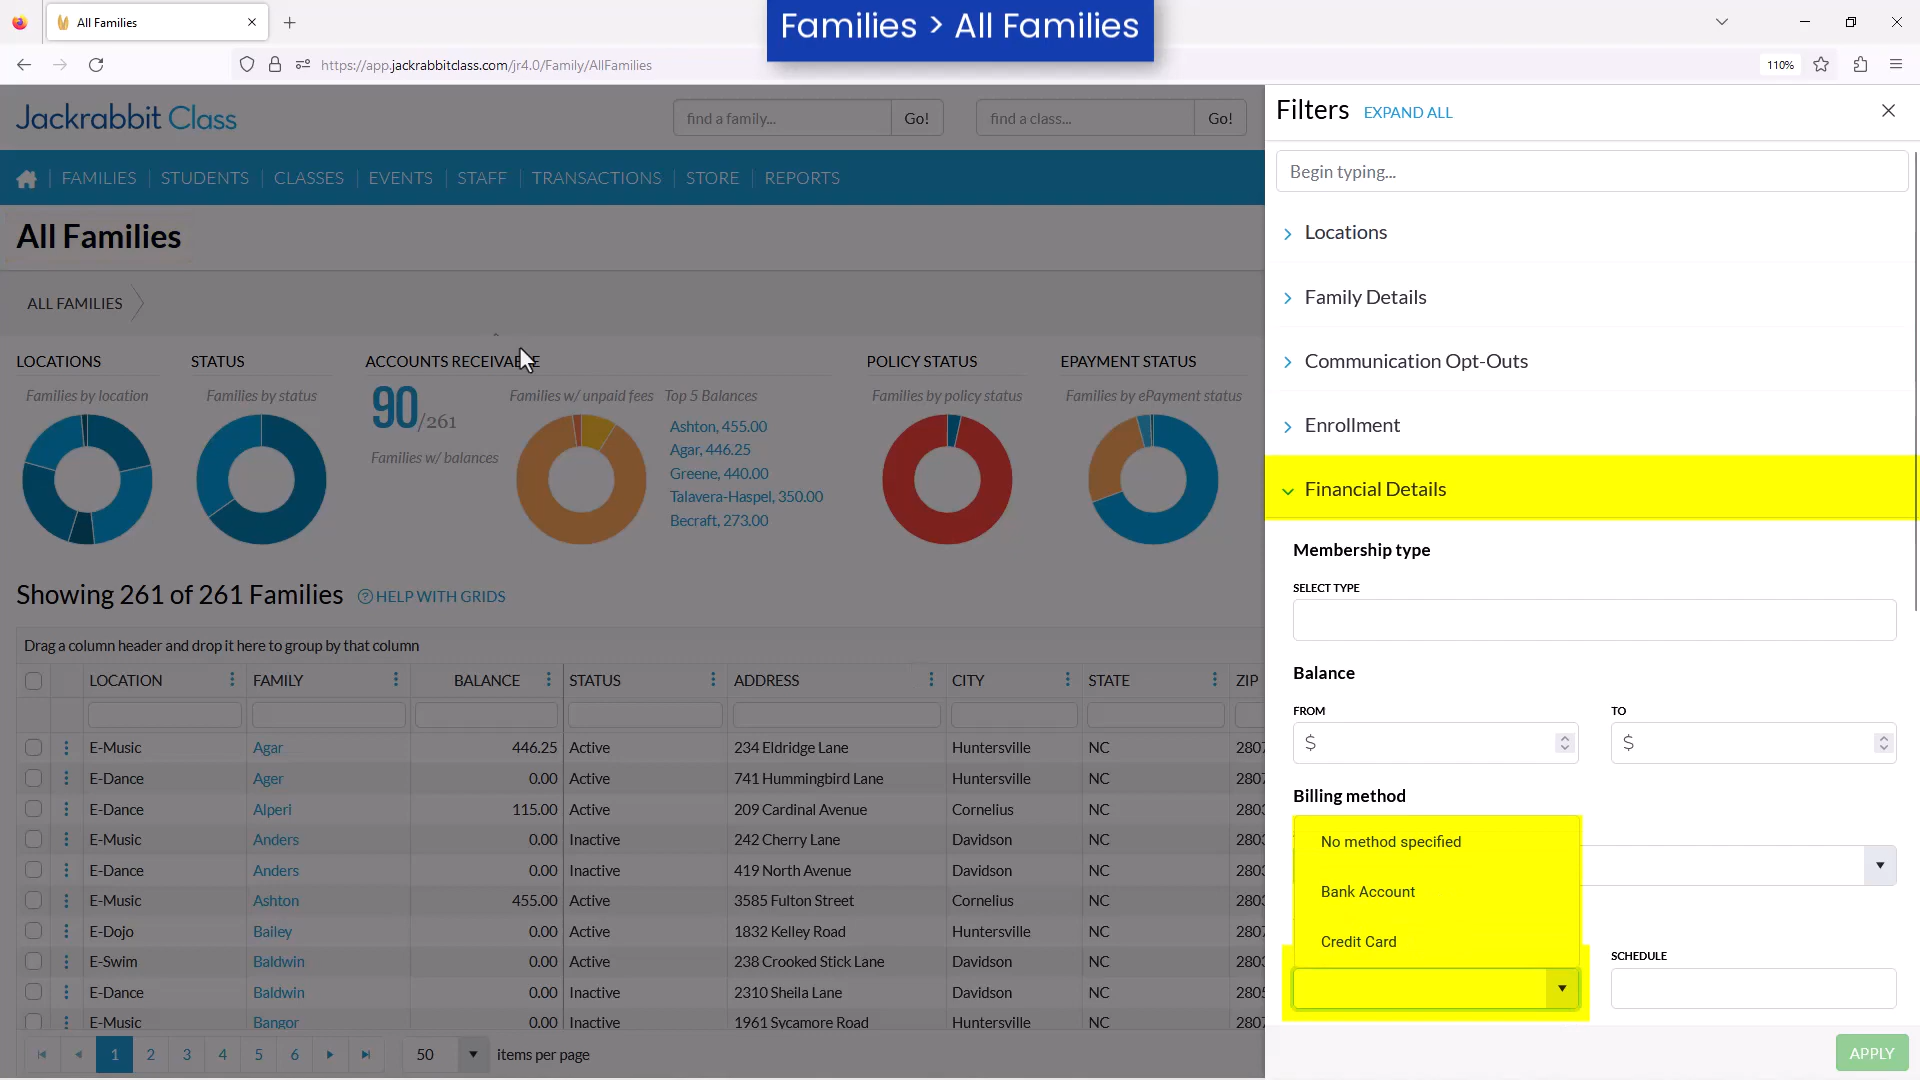 All Families
Families > All Families
https://app.jackrabbitclass.com/jr4.0/Family/AllFamilies
110%
Jackrabbit Class
find a family...
Go!
find a class...
Go!
FAMILIES
STUDENTS
CLASSES
EVENTS
STAFF
TRANSACTIONS
STORE
REPORTS
All Families
ALL FAMILIES
LOCATIONS
Families by location
STATUS
Families by status
ACCOUNTS RECEIVABLE
90/261
Families w/ balances
Families w/ unpaid fees
Top 5 Balances
Ashton, 455.00
Agar, 446.25
Greene, 440.00
Talavera-Haspel, 350.00
Becraft, 273.00
POLICY STATUS
Families by policy status
EPAYMENT STATUS
Families by ePayment status
Showing 261 of 261 Families
HELP WITH GRIDS
Drag a column header and drop it here to group by that column
LOCATION FAMILY BALANCE STATUS ADDRESS CITY STATE ZIP
E-Music Agar 446.25 Active 234 Eldridge Lane Huntersville NC 2807
E-Dance Ager 0.00 Active 741 Hummingbird Lane Huntersville NC 2807
E-Dance Alperi 115.00 Active 209 Cardinal Avenue Cornelius NC 2803
E-Music Anders 0.00 Inactive 242 Cherry Lane Davidson NC 2803
E-Dance Anders 0.00 Inactive 419 North Avenue Davidson NC 2803
E-Music Ashton 455.00 Active 3585 Fulton Street Cornelius NC 2803
E-Dojo Bailey 0.00 Active 1832 Kelley Road Huntersville NC 2807
E-Swim Baldwin 0.00 Active 238 Crooked Stick Lane Davidson NC 2803
E-Dance Baldwin 0.00 Inactive 2310 Sheila Lane Davidson NC 2805
E-Music Bangor 0.00 Inactive 1961 Sycamore Road Huntersville NC 2807
1 2 3 4 5 6
50
items per page
Filters
EXPAND ALL
Begin typing...
Locations
Family Details
Communication Opt-Outs
Enrollment
Financial Details
Membership type
SELECT TYPE
Balance
FROM
TO
$
$
Billing method
No method specified
Bank Account
Credit Card
SCHEDULE
APPLY